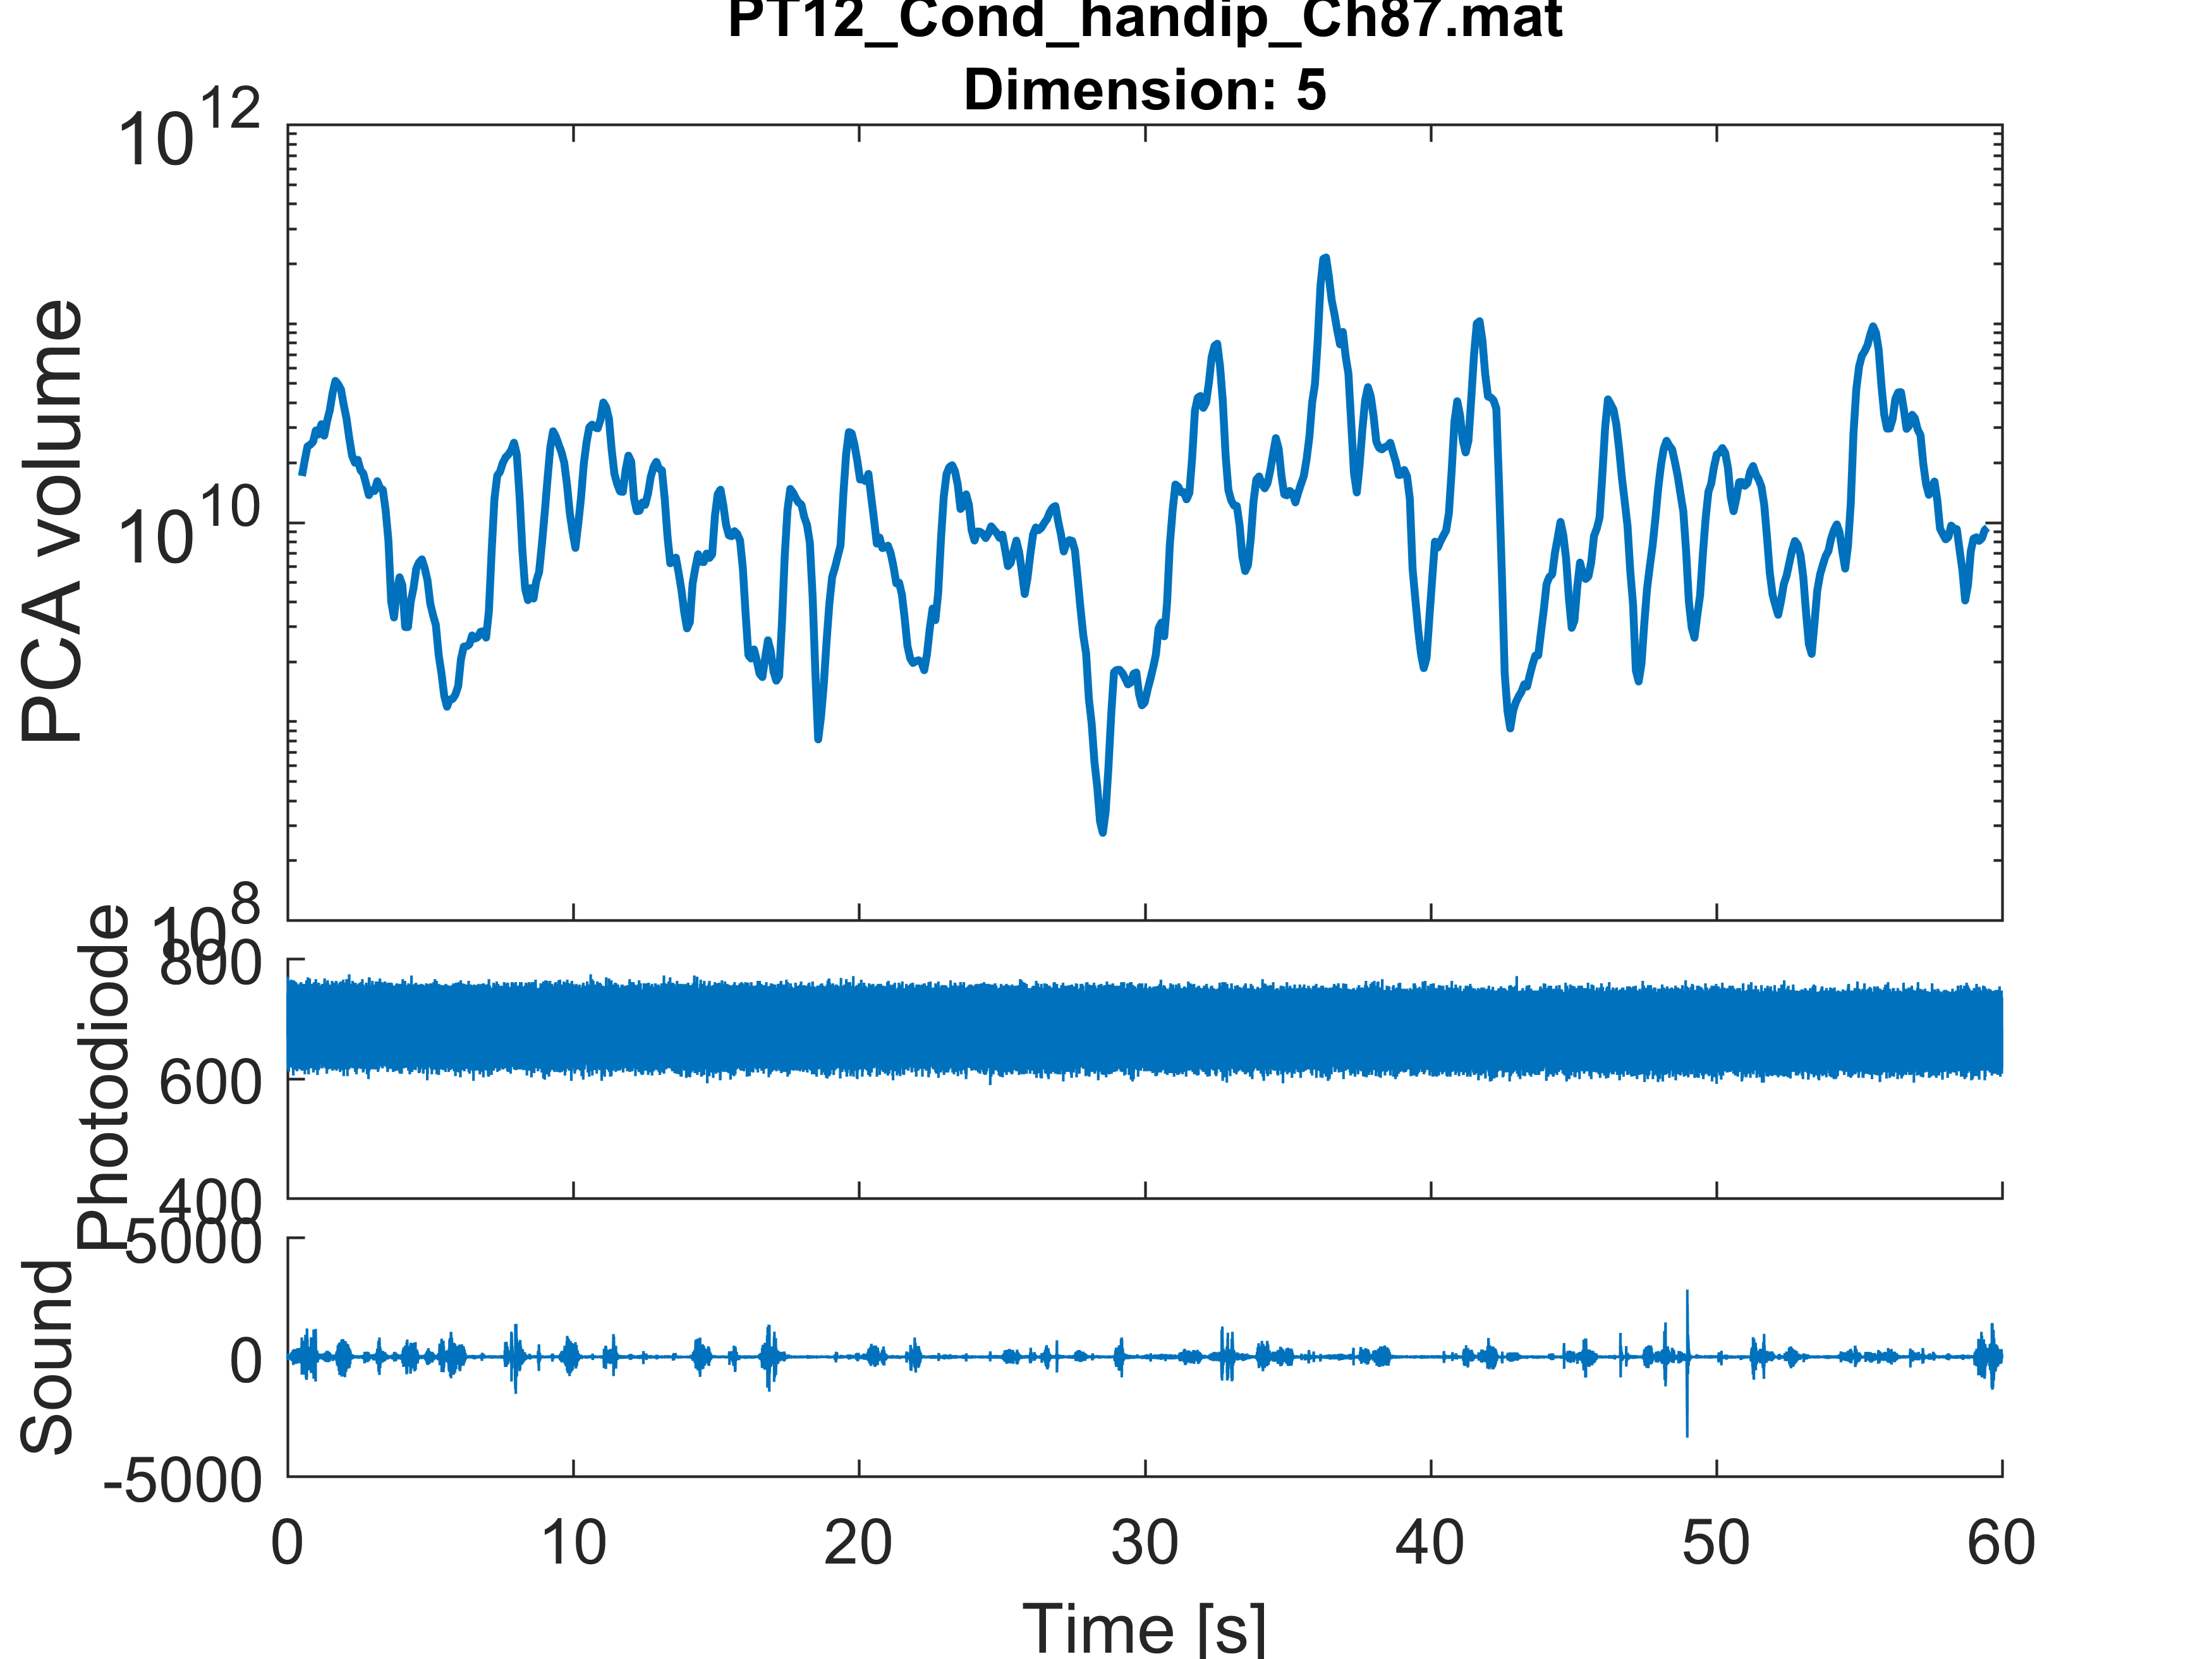 PT12_Cond_handip_Ch87.mat
Dimension: 5
10^12
10^10
10^8
PCA volume
800
600
400
Photodiode
5000
0
-5000
Sound
0 10 20 30 40 50 60
Time [s]